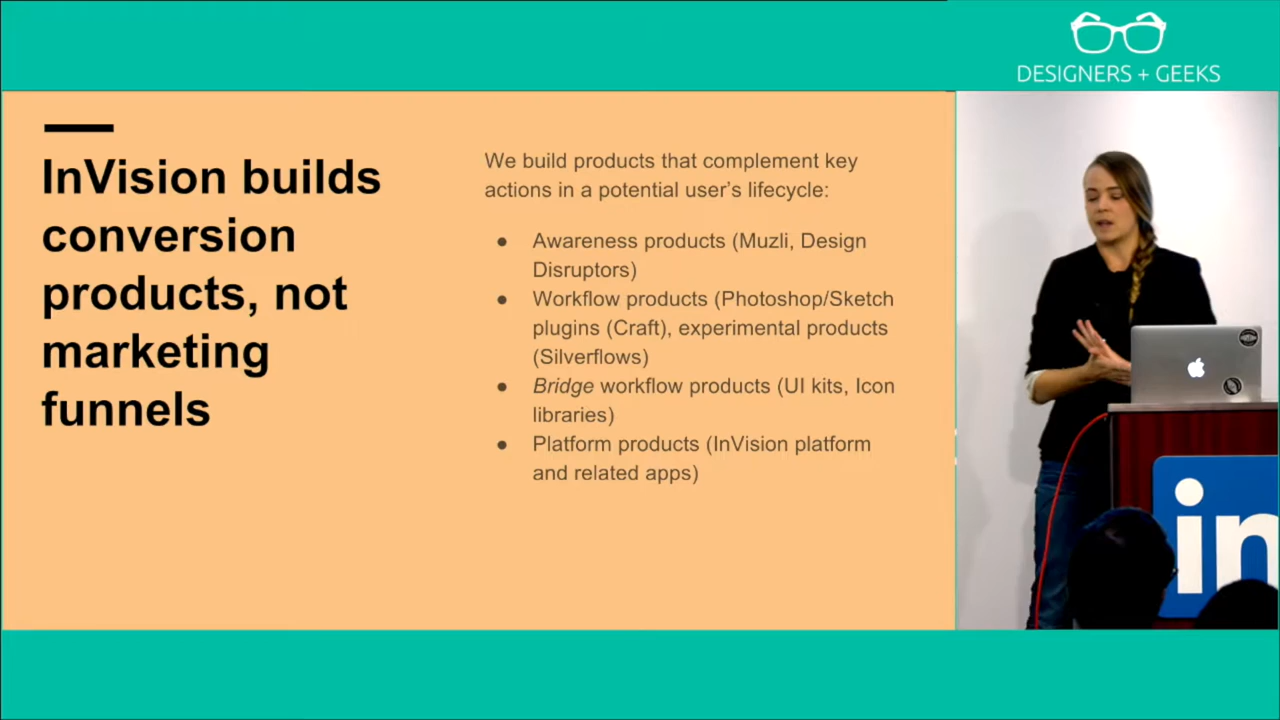 DESIGNERS + GEEKS
InVision builds
conversion
products, not
marketing
funnels
We build products that complement key
actions in a potential user's lifecycle:
● Awareness products (Muzli, Design
Disruptors)
● Workflow products (Photoshop/Sketch
plugins (Craft), experimental products
(Silverflows)
● Bridge workflow products (UI kits, Icon
libraries)
● Platform products (InVision platform
and related apps)
in